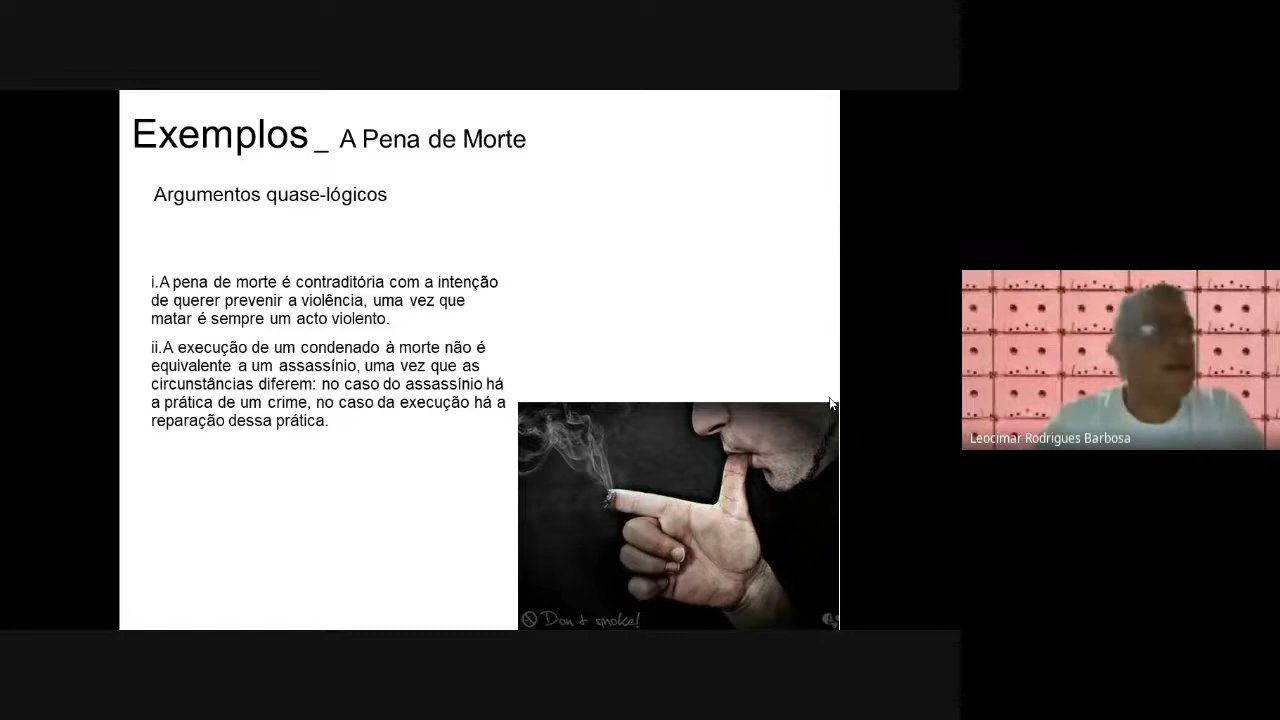 Exemplos _ A Pena de Morte
Argumentos quase-lógicos
i.A pena de morte é contraditória com a intenção
de querer prevenir a violência, uma vez que
matar é sempre um acto violento.
ii.A execução de um condenado à morte não é
equivalente a um assassínio, uma vez que as
circunstâncias diferem: no caso do assassínio há
a prática de um crime, no caso da execução há a
reparação dessa prática.
Don't smoke!
Leocimar Rodrigues Barbosa